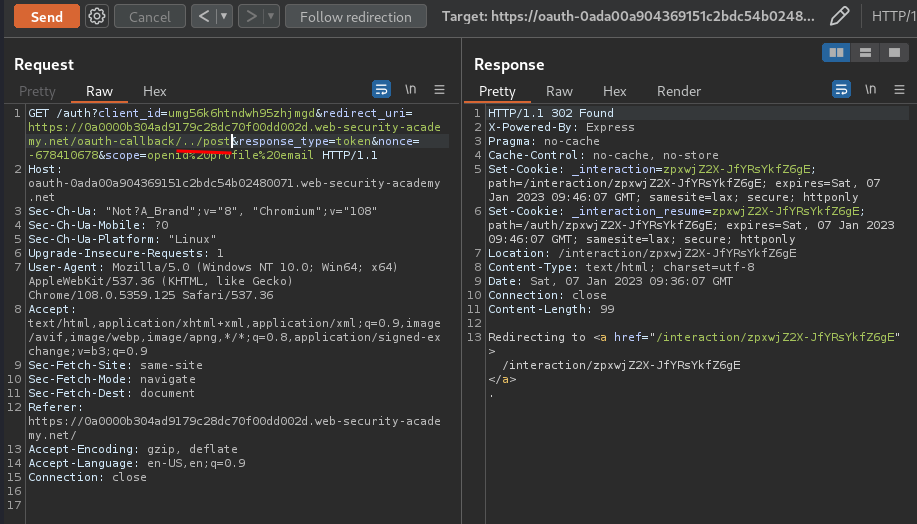 Send Cancel < > Follow redirection Target: https://oauth-0ada00a904369151c2bdc54b0248... HTTP/1
Request
Pretty Raw Hex \n
1 GET /auth?client_id=umg56k6htndwh95zhjmgd&redirect_uri=
https://0a0000b304ad9179c28dc70f00dd002d.web-security-acade
my.net/oauth-callback/../post&response_type=token&nonce=
-678410678&scope=openid%20profile%20email HTTP/1.1
2 Host:
oauth-0ada00a904369151c2bdc54b02480071.web-security-academy
.net
3 Sec-Ch-Ua: "Not?A_Brand";v="8", "Chromium";v="108"
4 Sec-Ch-Ua-Mobile: ?0
5 Sec-Ch-Ua-Platform: "Linux"
6 Upgrade-Insecure-Requests: 1
7 User-Agent: Mozilla/5.0 (Windows NT 10.0; Win64; x64)
AppleWebKit/537.36 (KHTML, like Gecko)
Chrome/108.0.5359.125 Safari/537.36
8 Accept:
text/html,application/xhtml+xml,application/xml;q=0.9,image
/avif,image/webp,image/apng,*/*;q=0.8,application/signed-ex
change;v=b3;q=0.9
9 Sec-Fetch-Site: same-site
10 Sec-Fetch-Mode: navigate
11 Sec-Fetch-Dest: document
12 Referer:
https://0a0000b304ad9179c28dc70f00dd002d.web-security-acade
my.net/
13 Accept-Encoding: gzip, deflate
14 Accept-Language: en-US,en;q=0.9
15 Connection: close
16
17
Response
Pretty Raw Hex Render \n
1 HTTP/1.1 302 Found
2 X-Powered-By: Express
3 Pragma: no-cache
4 Cache-Control: no-cache, no-store
5 Set-Cookie: _interaction=zpxwjZ2X-JfYRsYkfZ6gE;
path=/interaction/zpxwjZ2X-JfYRsYkfZ6gE; expires=Sat, 07
Jan 2023 09:46:07 GMT; samesite=lax; secure; httponly
6 Set-Cookie: _interaction_resume=zpxwjZ2X-JfYRsYkfZ6gE;
path=/auth/zpxwjZ2X-JfYRsYkfZ6gE; expires=Sat, 07 Jan 2023
09:46:07 GMT; samesite=lax; secure; httponly
7 Location: /interaction/zpxwjZ2X-JfYRsYkfZ6gE
8 Content-Type: text/html; charset=utf-8
9 Date: Sat, 07 Jan 2023 09:36:07 GMT
10 Connection: close
11 Content-Length: 99
12
13 Redirecting to <a href="/interaction/zpxwjZ2X-JfYRsYkfZ6gE"
>
/interaction/zpxwjZ2X-JfYRsYkfZ6gE
</a>
.